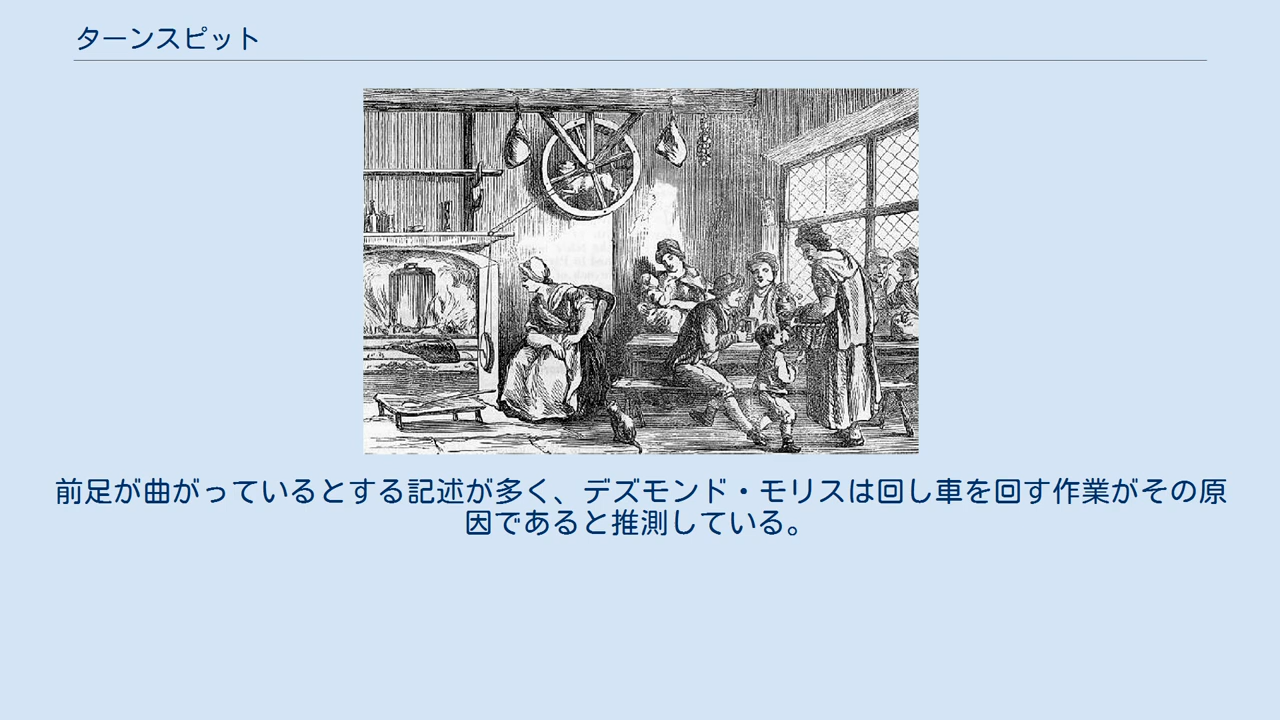 ターンスピット
前足が曲がっているとする記述が多く、デズモンド・モリスは回し車を回す作業がその原
因であると推測している。